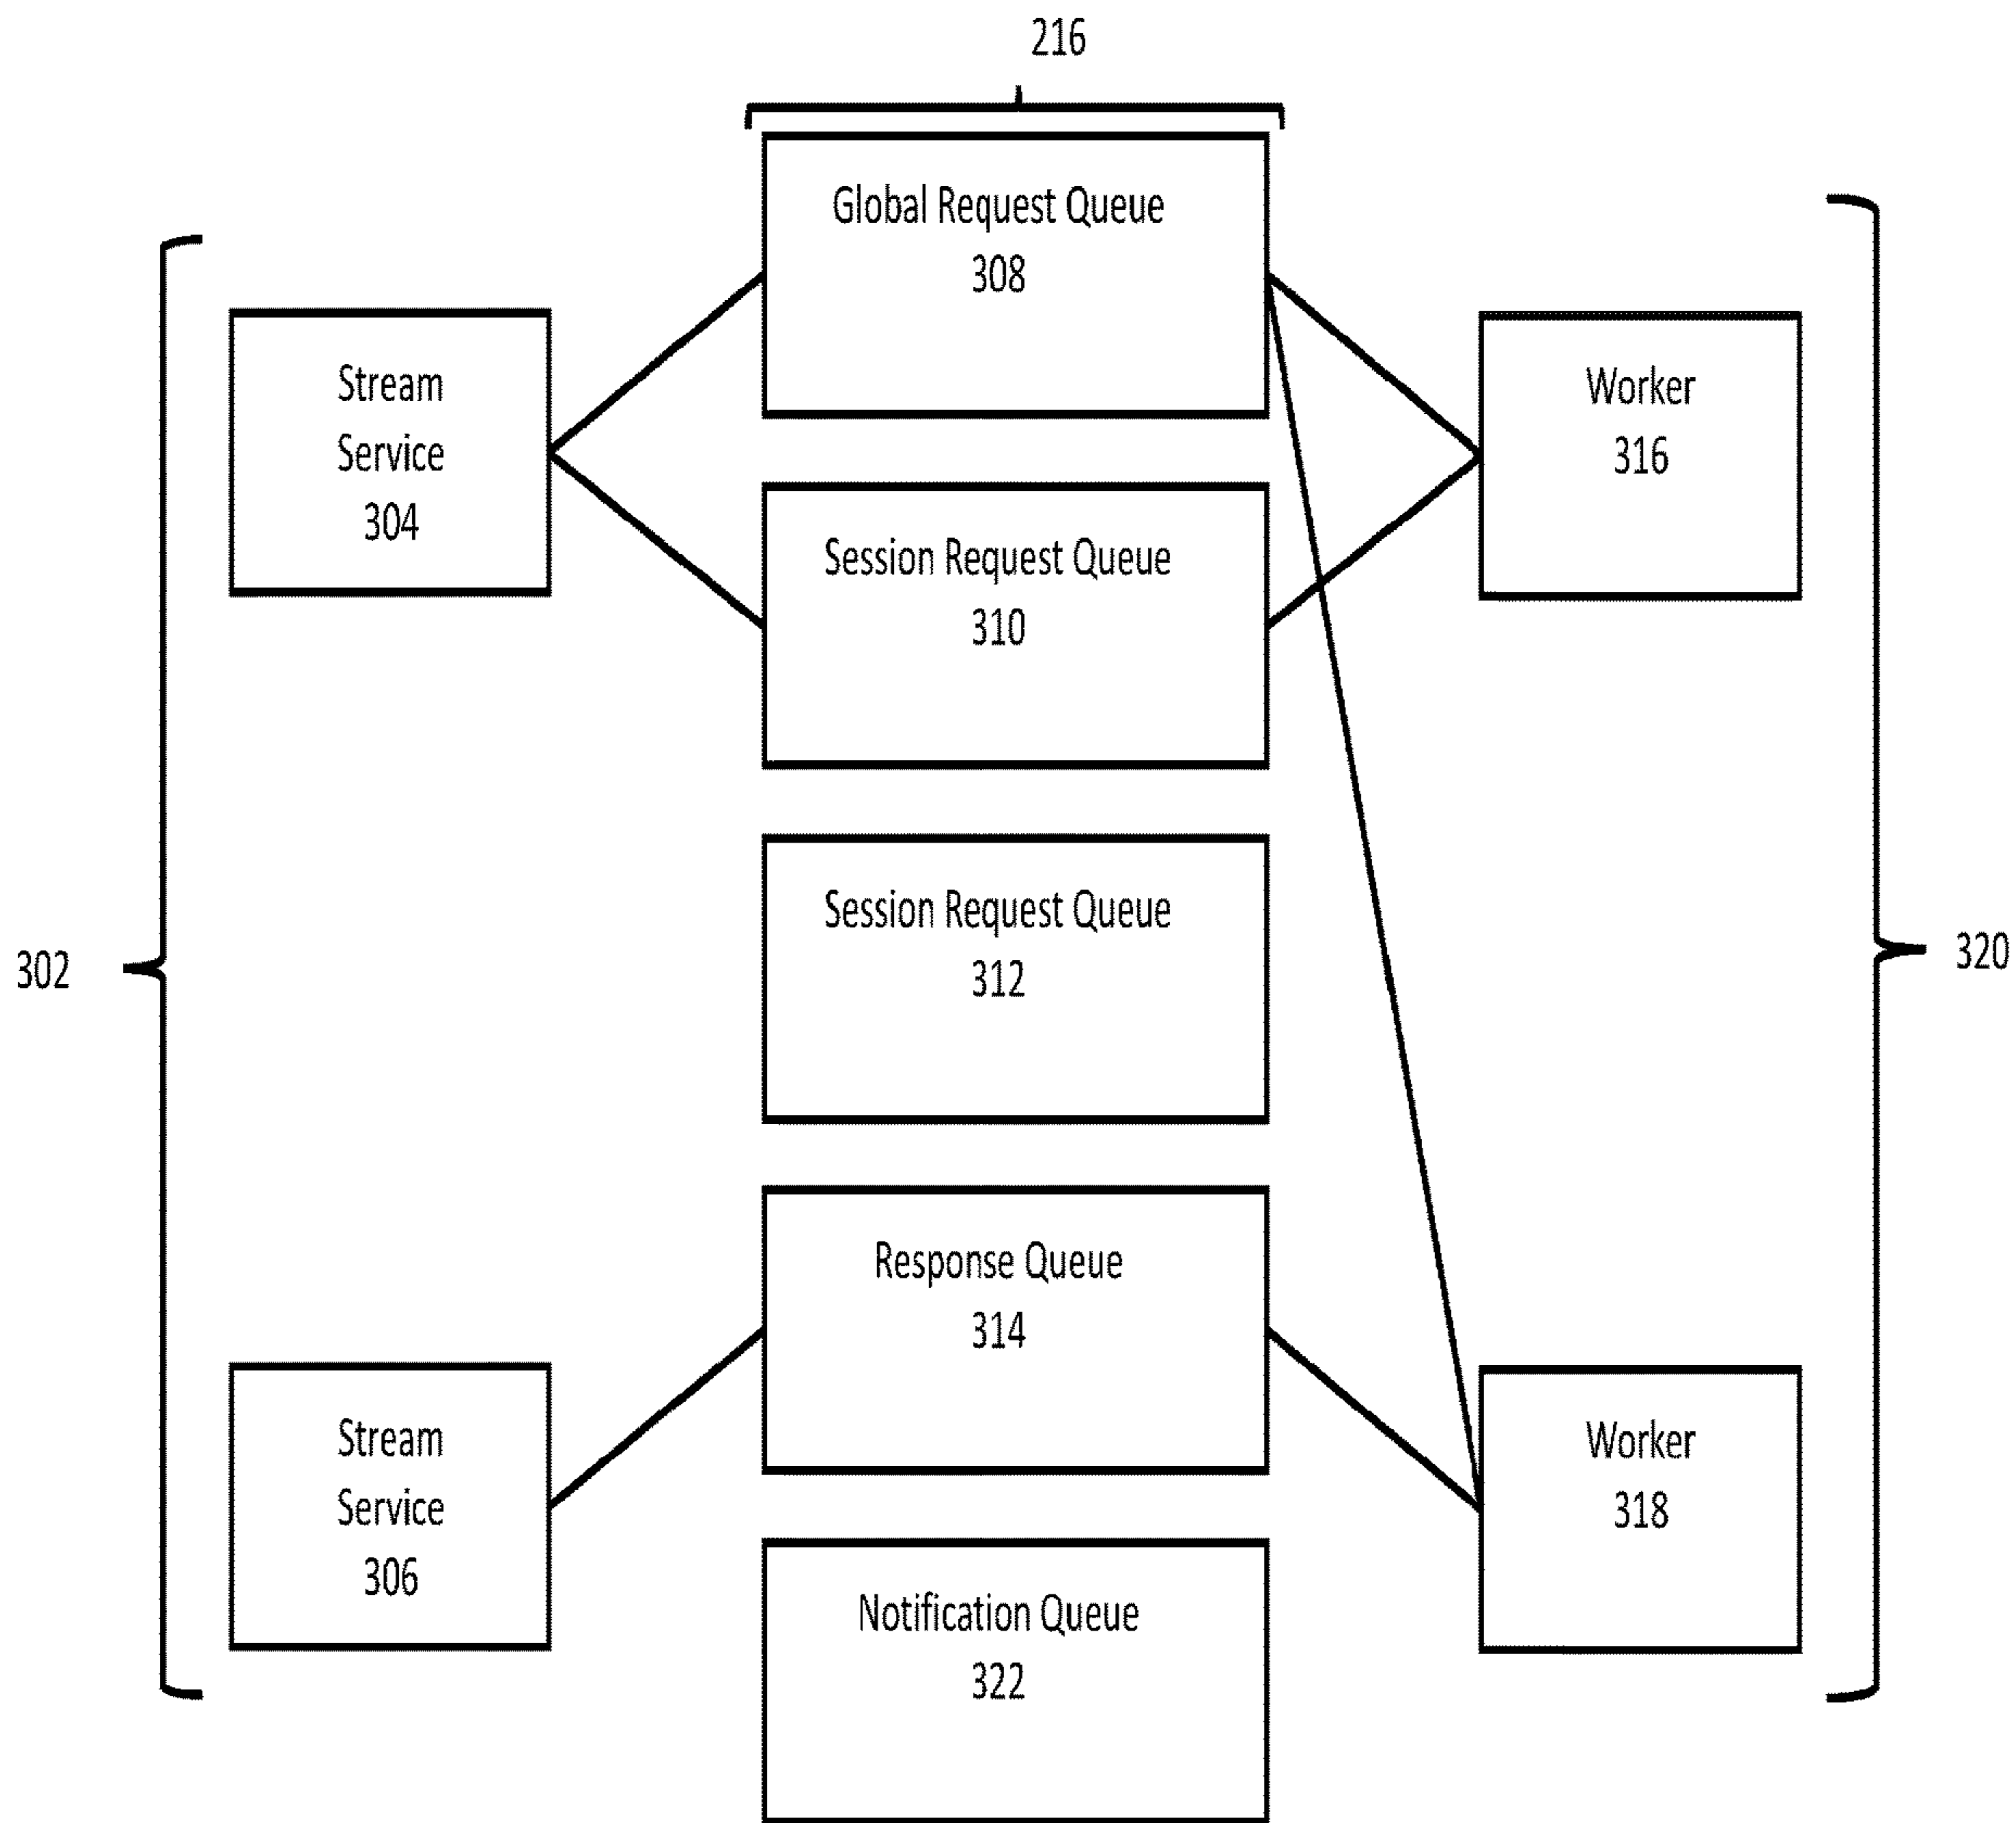 216
Global Request Queue
308
Stream
Service
304
Worker
316
Session Request Queue
310
Session Request Queue
312
302
320
Response Queue
314
Stream
Service
306
Worker
318
Notification Queue
322